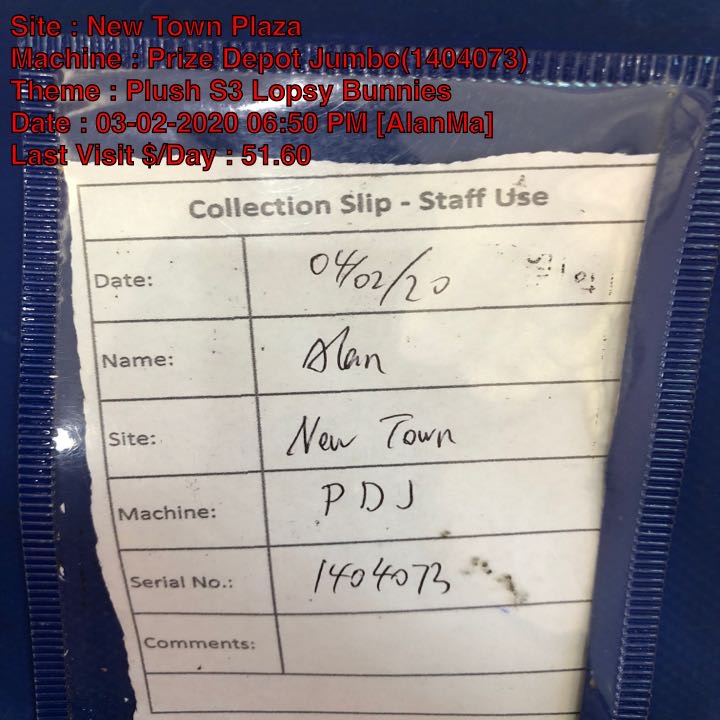 Site : New Town Plaza
Machine : Prize Depot Jumbo(1404073)
Theme : Plush S3 Lopsy Bunnies
Date : 03-02-2020 06:50 PM [AlanMa]
Last Visit $/Day : 51.60
Collection Slip - Staff Use
Date: 04/02/20
Name: Alan
Site: New Town
Machine: PDJ
Serial No.: 1404073
Comments: